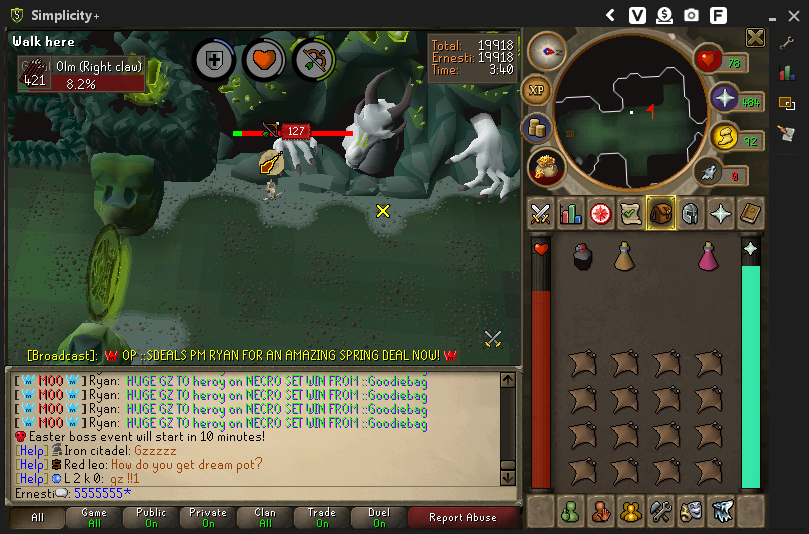 Simplicity+
V
F
Walk here
Olm (Right claw)
421
8.2%
Total: 19918
Ernesti: 19918
Time: 3:40
127
78
XP
484
92
0
[Broadcast]: OP ::SDEALS PM RYAN FOR AN AMAZING SPRING DEAL NOW!
[ MOO ] Ryan: HUGE GZ TO heroy on NECRO SET WIN FROM ::Goodiebag
[ MOO ] Ryan: HUGE GZ TO heroy on NECRO SET WIN FROM ::Goodiebag
[ MOO ] Ryan: HUGE GZ TO heroy on NECRO SET WIN FROM ::Goodiebag
[ MOO ] Ryan: HUGE GZ TO heroy on NECRO SET WIN FROM ::Goodiebag
Easter boss event will start in 10 minutes!
[Help] Iron citadel: Gzzzzz
[Help] Red leo: How do you get dream pot?
[Help] L 2 k 0: gz !!1
Ernesti: 5555555*
All
Game
All
Public
On
Private
On
Clan
All
Trade
On
Duel
On
Report Abuse